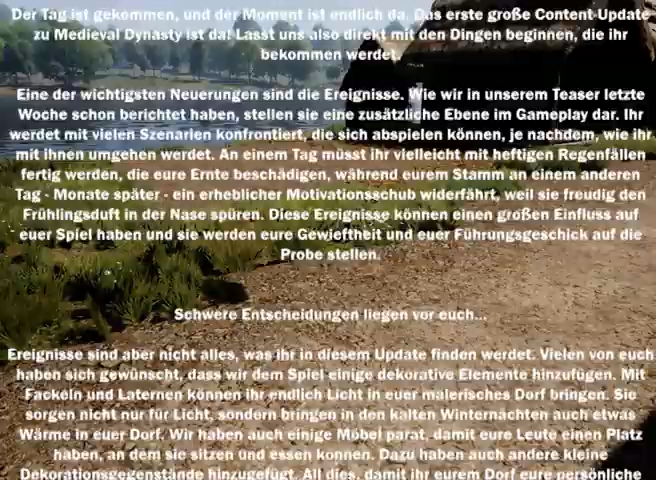 Der Tag ist gekommen, und der Moment ist endlich da. Das erste große Content-Update
zu Medieval Dynasty ist da! Lasst uns also direkt mit den Dingen beginnen, die ihr
bekommen werdet.
Eine der wichtigsten Neuerungen sind die Ereignisse. Wie wir in unserem Teaser letzte
Woche schon berichtet haben, stellen sie eine zusätzliche Ebene im Gameplay dar. Ihr
werdet mit vielen Szenarien konfrontiert, die sich abspielen können, je nachdem, wie ihr
mit ihnen umgehen werdet. An einem Tag müsst ihr vielleicht mit heftigen Regenfällen
fertig werden, die eure Ernte beschädigen, während eurem Stamm an einem anderen
Tag - Monate später - ein erheblicher Motivationsschub widerfährt, weil sie freudig den
Frühlingsduft in der Nase spüren. Diese Ereignisse können einen großen Einfluss auf
euer Spiel haben und sie werden eure Gewieftheit und euer Führungsgeschick auf die
Probe stellen.
Schwere Entscheidungen liegen vor euch...
Ereignisse sind aber nicht alles, was ihr in diesem Update finden werdet. Vielen von euch
haben sich gewünscht, dass wir dem Spiel einige dekorative Elemente hinzufügen. Mit
Fackeln und Laternen können ihr endlich Licht in euer malerisches Dorf bringen. Sie
sorgen nicht nur für Licht, sondern bringen in den kalten Winternächten auch etwas
Wärme in euer Dorf. Wir haben auch einige Möbel parat, damit eure Leute einen Platz
haben, an dem sie sitzen und essen können. Dazu haben auch andere kleine
Dekorationsgegenstände hinzugefügt. All dies, damit ihr eurem Dorf eure persönliche